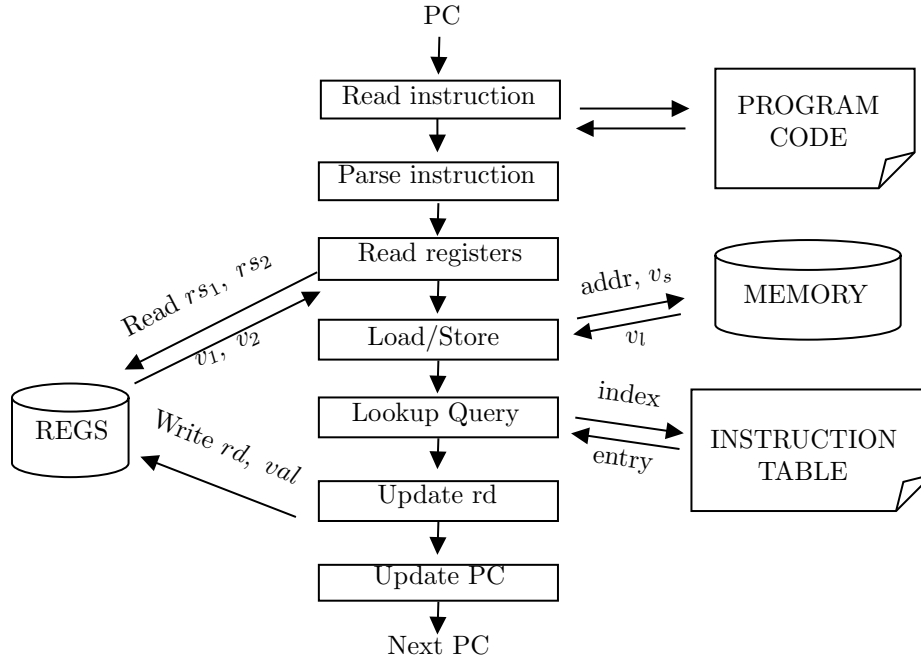 PC
Read instruction
PROGRAM
CODE
Parse instruction
Read registers
Read rs₁, rs₂
v₁, v₂
addr, vₛ
MEMORY
Load/Store
vₗ
REGS
Lookup Query
index
entry
INSTRUCTION
TABLE
Write rd, val
Update rd
Update PC
Next PC